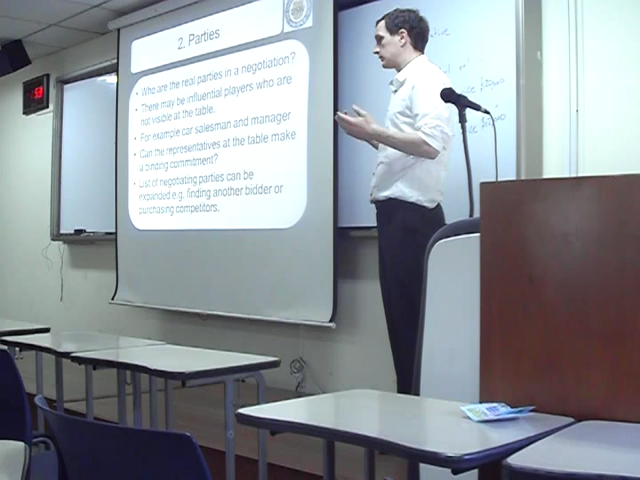 2. Parties
• Who are the real parties in a negotiation?
• There may be influential players who are
not visible at the table.
• For example car salesman and manager
• Can the representatives at the table make
a binding commitment?
• List of negotiating parties can be
expanded e.g. finding another bidder or
purchasing competitors.